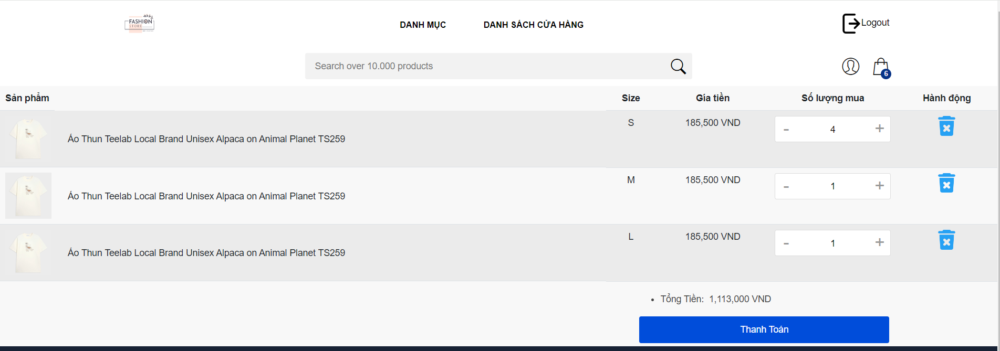 FASHION
STORE
DANH MỤC
DANH SÁCH CỬA HÀNG
Logout
Search over 10.000 products
6
Sản phẩm Size Gía tiền Số lượng mua Hành động
Áo Thun Teelab Local Brand Unisex Alpaca on Animal Planet TS259 S 185,500 VND - 4 +
Áo Thun Teelab Local Brand Unisex Alpaca on Animal Planet TS259 M 185,500 VND - 1 +
Áo Thun Teelab Local Brand Unisex Alpaca on Animal Planet TS259 L 185,500 VND - 1 +
• Tổng Tiền: 1,113,000 VND
Thanh Toán